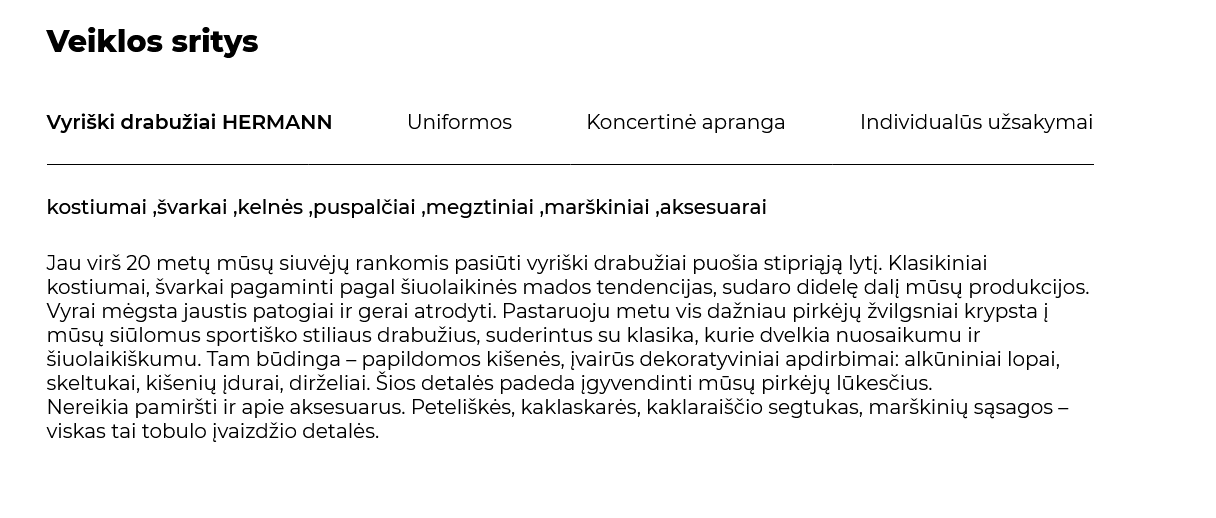 Veiklos sritys
Vyriški drabužiai HERMANN Uniformos Koncertinė apranga Individualūs užsakymai
kostiumai ,švarkai ,kelnės ,puspalčiai ,megztiniai ,marškiniai ,aksesuarai
Jau virš 20 metų mūsų siuvėjų rankomis pasiūti vyriški drabužiai puošia stipriąją lytį. Klasikiniai
kostiumai, švarkai pagaminti pagal šiuolaikinės mados tendencijas, sudaro didelę dalį mūsų produkcijos.
Vyrai mėgsta jaustis patogiai ir gerai atrodyti. Pastaruoju metu vis dažniau pirkėjų žvilgsniai krypsta į
mūsų siūlomus sportiško stiliaus drabužius, suderintus su klasika, kurie dvelkia nuosaikumu ir
šiuolaikiškumu. Tam būdinga – papildomos kišenės, įvairūs dekoratyviniai apdirbimai: alkūniniai lopai,
skeltukai, kišenių įdurai, dirželiai. Šios detalės padeda įgyvendinti mūsų pirkėjų lūkesčius.
Nereikia pamiršti ir apie aksesuarus. Peteliškės, kaklaskarės, kaklaraiščio segtukas, marškinių sąsagos –
viskas tai tobulo įvaizdžio detalės.